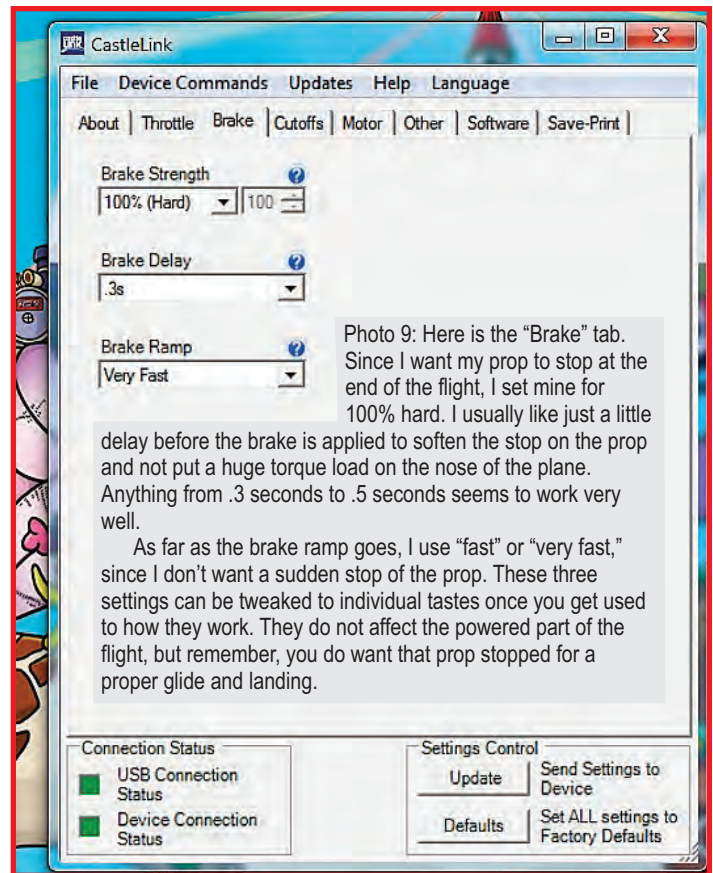 CastleLink
File Device Commands Updates Help Language
About Throttle Brake Cutoffs Motor Other Software Save-Print
Brake Strength
100% (Hard) 100
Brake Delay
.3s
Brake Ramp
Very Fast
Photo 9: Here is the “Brake” tab.
Since I want my prop to stop at the
end of the flight, I set mine for
100% hard. I usually like just a little
delay before the brake is applied to soften the stop on the prop
and not put a huge torque load on the nose of the plane.
Anything from .3 seconds to .5 seconds seems to work very
well.
As far as the brake ramp goes, I use “fast” or “very fast,”
since I don’t want a sudden stop of the prop. These three
settings can be tweaked to individual tastes once you get used
to how they work. They do not affect the powered part of the
flight, but remember, you do want that prop stopped for a
proper glide and landing.
Connection Status
USB Connection
Status
Device Connection
Status
Settings Control
Update Send Settings to
Device
Defaults Set ALL settings to
Factory Defaults